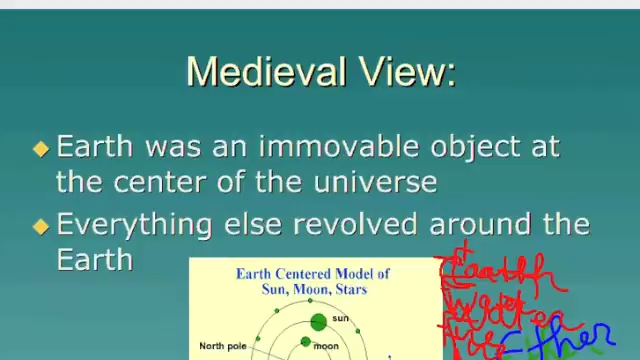 Medieval View:
Earth was an immovable object at
the center of the universe
Everything else revolved around the
Earth
Earth Centered Model of
Sun, Moon, Stars
sun
North pole
moon
Earth
Ether